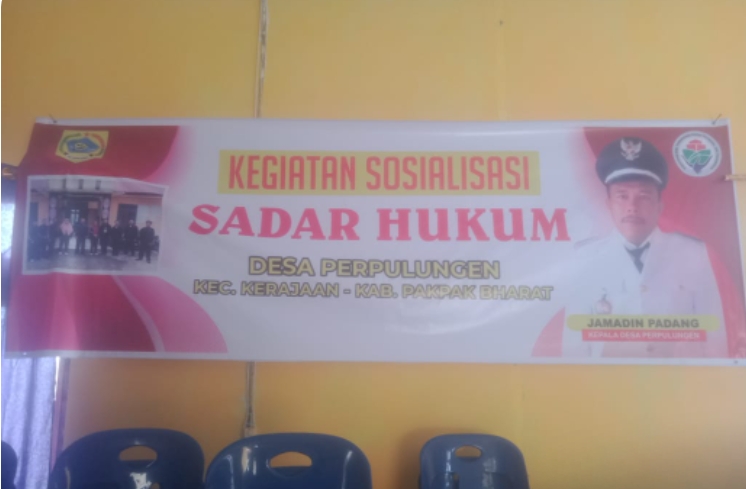 KEGIATAN SOSIALISASI
SADAR HUKUM
DESA PERPULUNGEN
KEC. KERAJAAN - KAB. PAKPAK BHARAT
JAMADIN PADANG
KEPALA DESA PERPULUNGEN